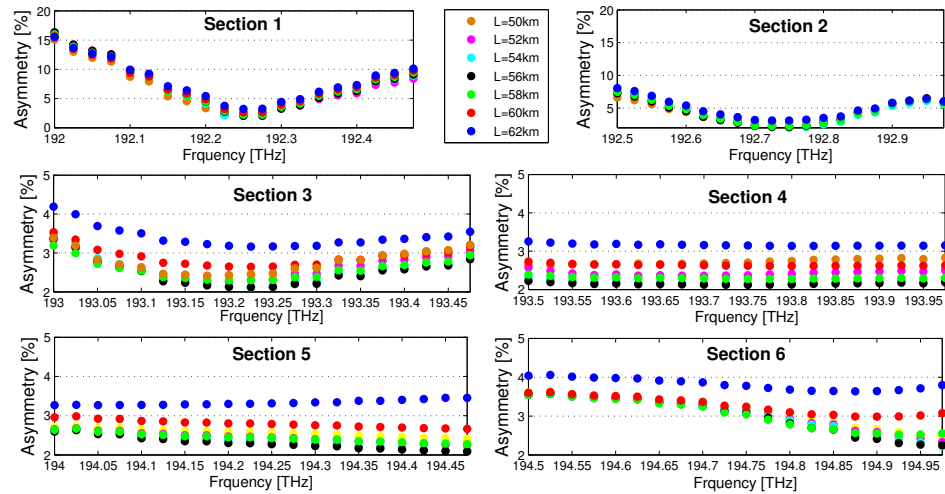 Section 1
Asymmetry [%]
20
15
10
5
0
192 192.1 192.2 192.3 192.4
Frquency [THz]
L=50km
L=52km
L=54km
L=56km
L=58km
L=60km
L=62km
Section 2
Asymmetry [%]
20
15
10
5
192.5 192.6 192.7 192.8 192.9
Frquency [THz]
Section 3
Asymmetry [%]
5
4
3
2
193 193.05 193.1 193.15 193.2 193.25 193.3 193.35 193.4 193.45
Frquency [THz]
Section 4
Asymmetry [%]
5
4
3
2
193.5 193.55 193.6 193.65 193.7 193.75 193.8 193.85 193.9 193.95
Frquency [THz]
Section 5
Asymmetry [%]
5
4
3
2
194 194.05 194.1 194.15 194.2 194.25 194.3 194.35 194.4 194.45
Frquency [THz]
Section 6
Asymmetry [%]
5
4
3
2
194.5 194.55 194.6 194.65 194.7 194.75 194.8 194.85 194.9 194.95
Frquency [THz]